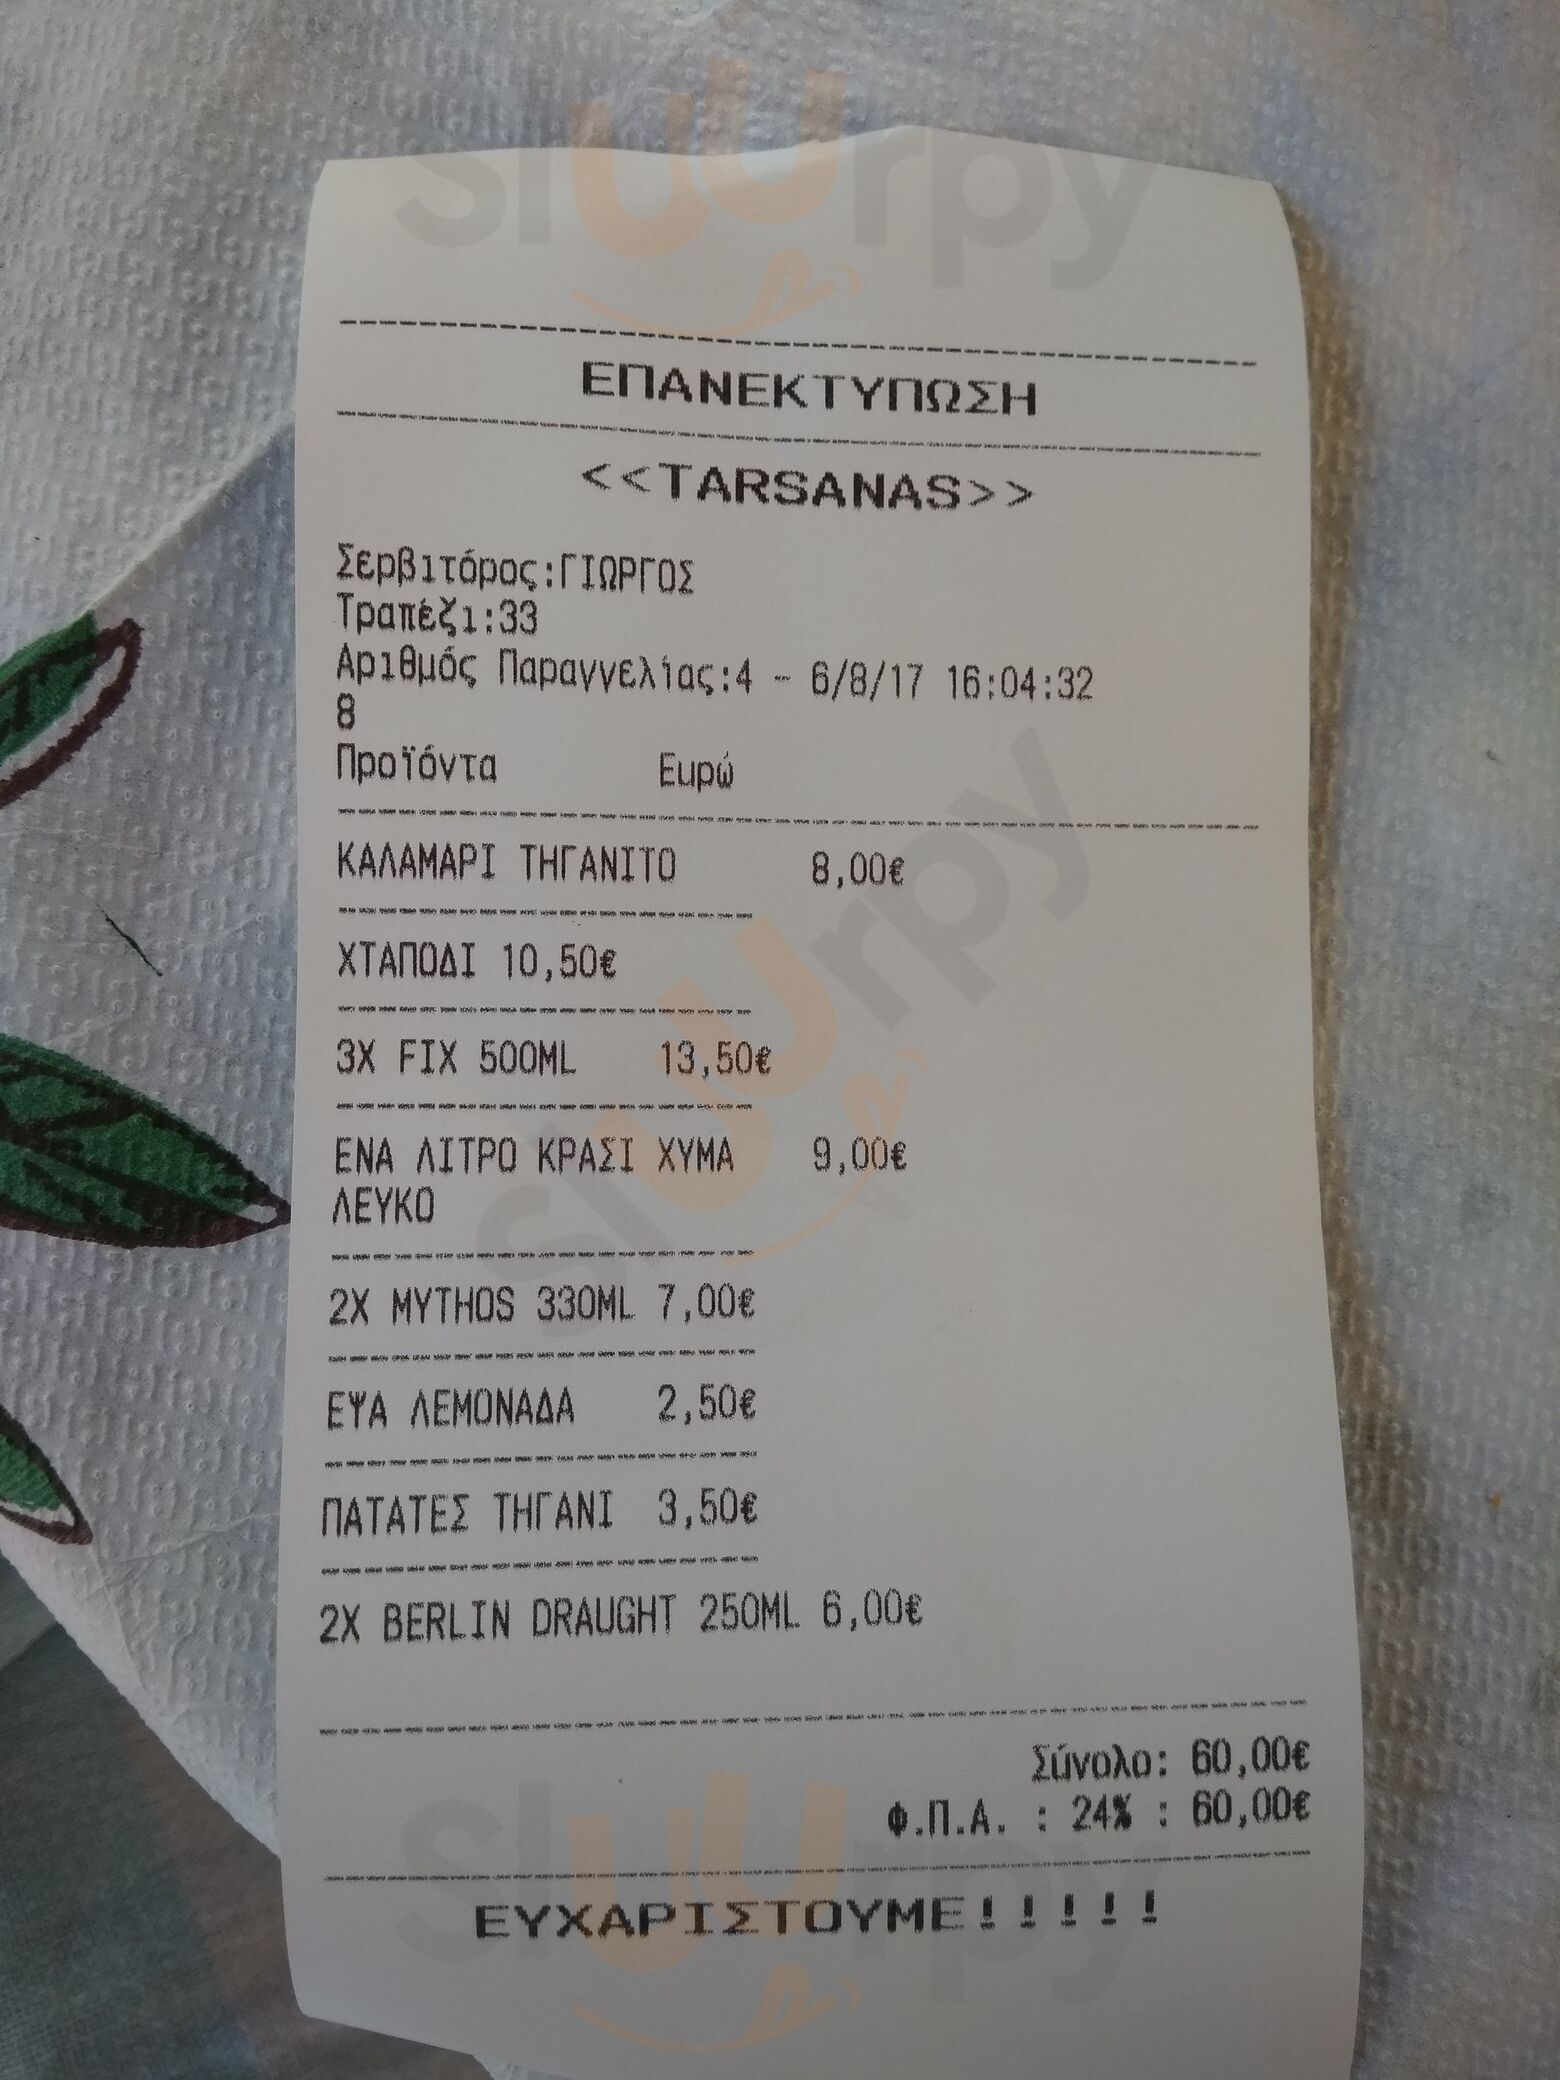 ΕΠΑΝΕΚΤΥΠΩΣΗ
<<TARSANAS>>
Σερβιτόρος:ΓΙΩΡΓΟΣ
Τραπέζι:33
Αριθμός Παραγγελίας:4 - 6/8/17 16:04:32
8
Προϊόντα Ευρώ
ΚΑΛΑΜΑΡΙ ΤΗΓΑΝΙΤΟ 8,00€
ΧΤΑΠΟΔΙ 10,50€
3X FIX 500ML 13,50€
ΕΝΑ ΛΙΤΡΟ ΚΡΑΣΙ ΧΥΜΑ 9,00€
ΛΕΥΚΟ
2X MYTHOS 330ML 7,00€
ΕΨΑ ΛΕΜΟΝΑΔΑ 2,50€
ΠΑΤΑΤΕΣ ΤΗΓΑΝΙ 3,50€
2X BERLIN DRAUGHT 250ML 6,00€
Σύνολο: 60,00€
Φ.Π.Α. : 24% : 60,00€
ΕΥΧΑΡΙΣΤΟΥΜΕ!!!!!
sluurpy
sluurpy
sluurpy